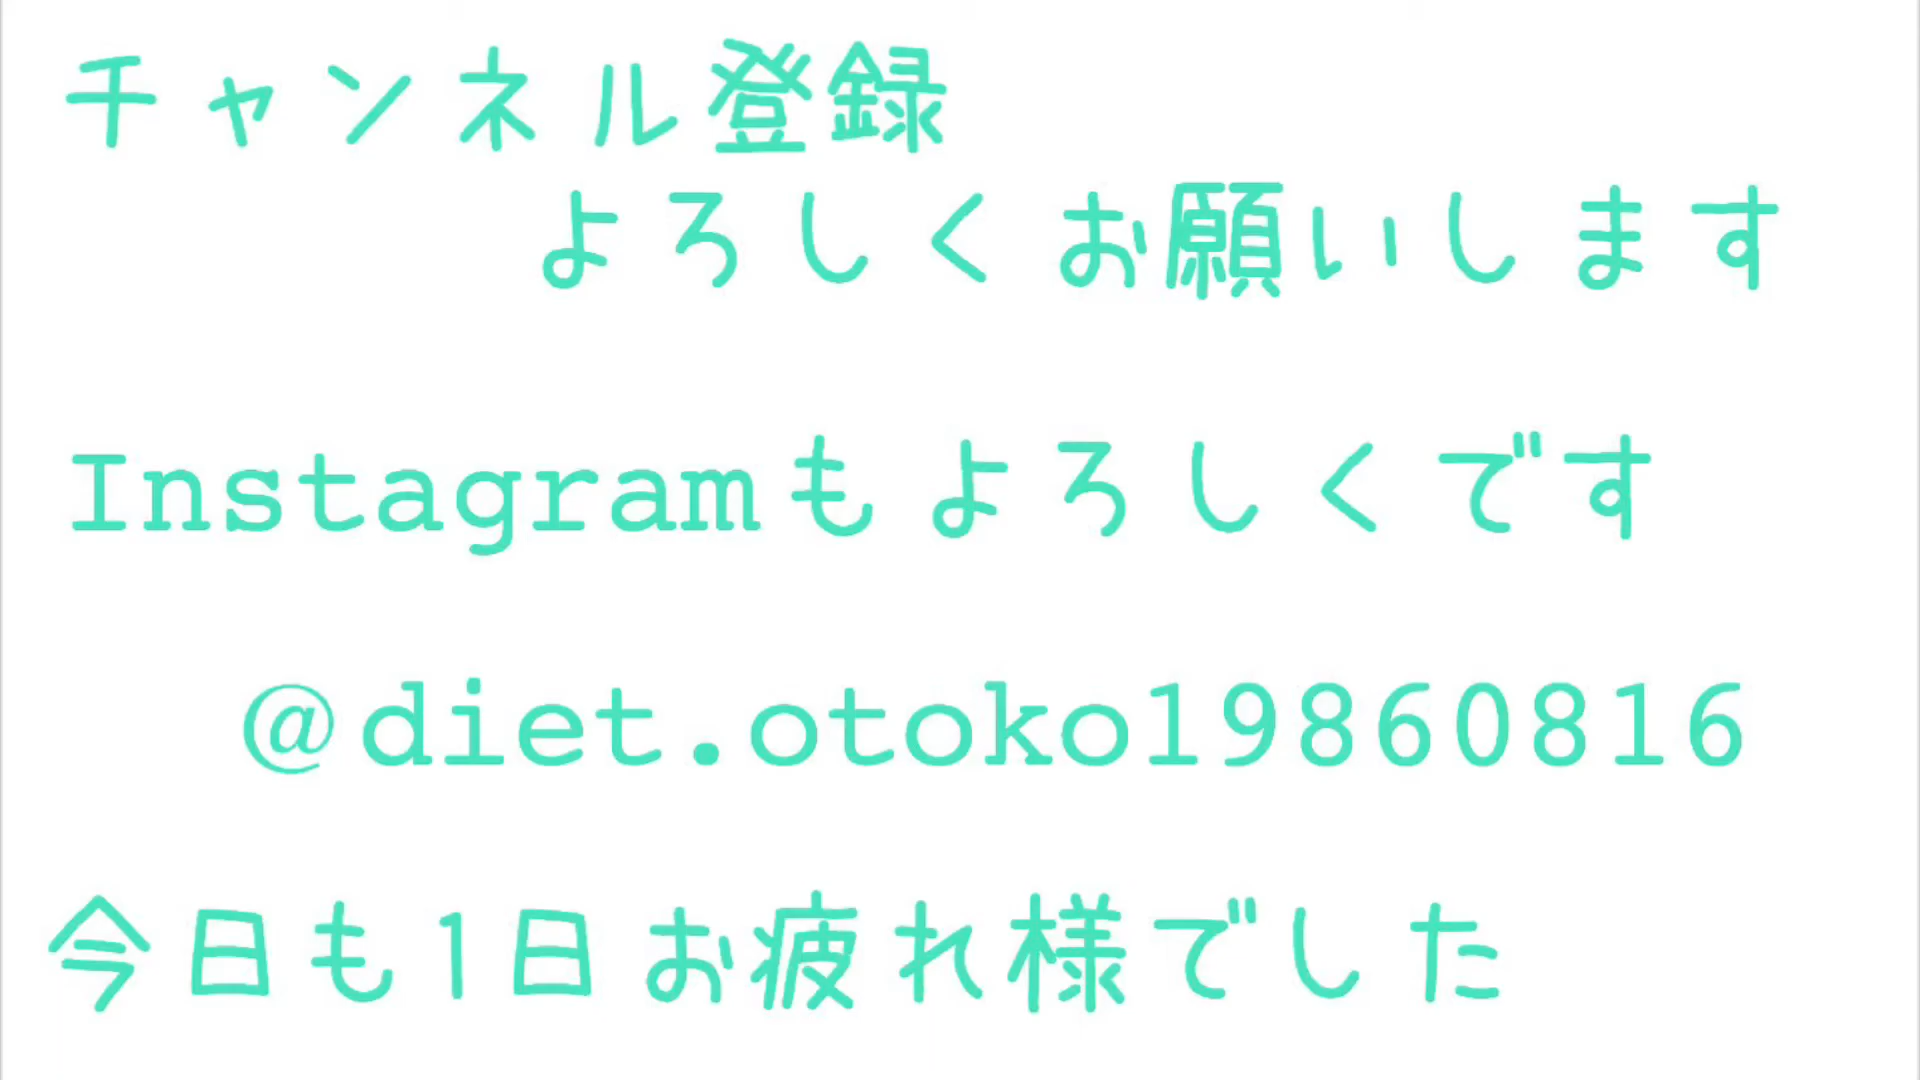 チャンネル登録
よろしくお願いします
Instagramもよろしくです
@diet.otoko19860816
今日も1日お疲れ様でした